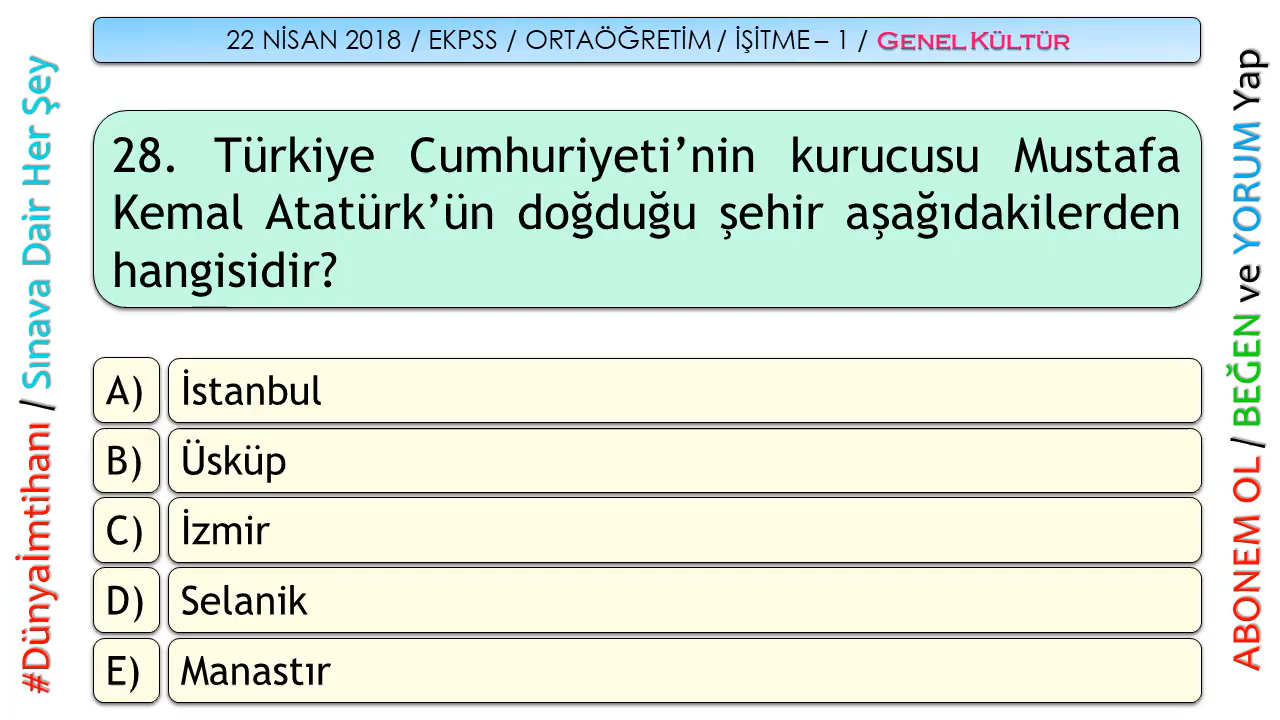 22 NİSAN 2018 / EKPSS / ORTAÖĞRETİM / İŞİTME – 1 / GENEL KÜLTÜR
28. Türkiye Cumhuriyeti’nin kurucusu Mustafa
Kemal Atatürk’ün doğduğu şehir aşağıdakilerden
hangisidir?
A) İstanbul
B) Üsküp
C) İzmir
D) Selanik
E) Manastır
#Dünyaİmtihanı / Sınava Dair Her Şey
ABONEM OL / BEĞEN ve YORUM Yap